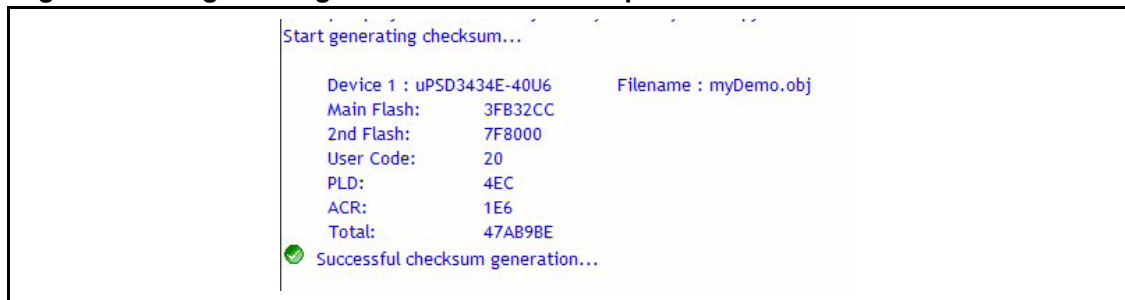 Start generating checksum...
Device 1 : uPSD3434E-40U6 Filename : myDemo.obj
Main Flash: 3FB32CC
2nd Flash: 7F8000
User Code: 20
PLD: 4EC
ACR: 1E6
Total: 47AB9BE
Successful checksum generation...